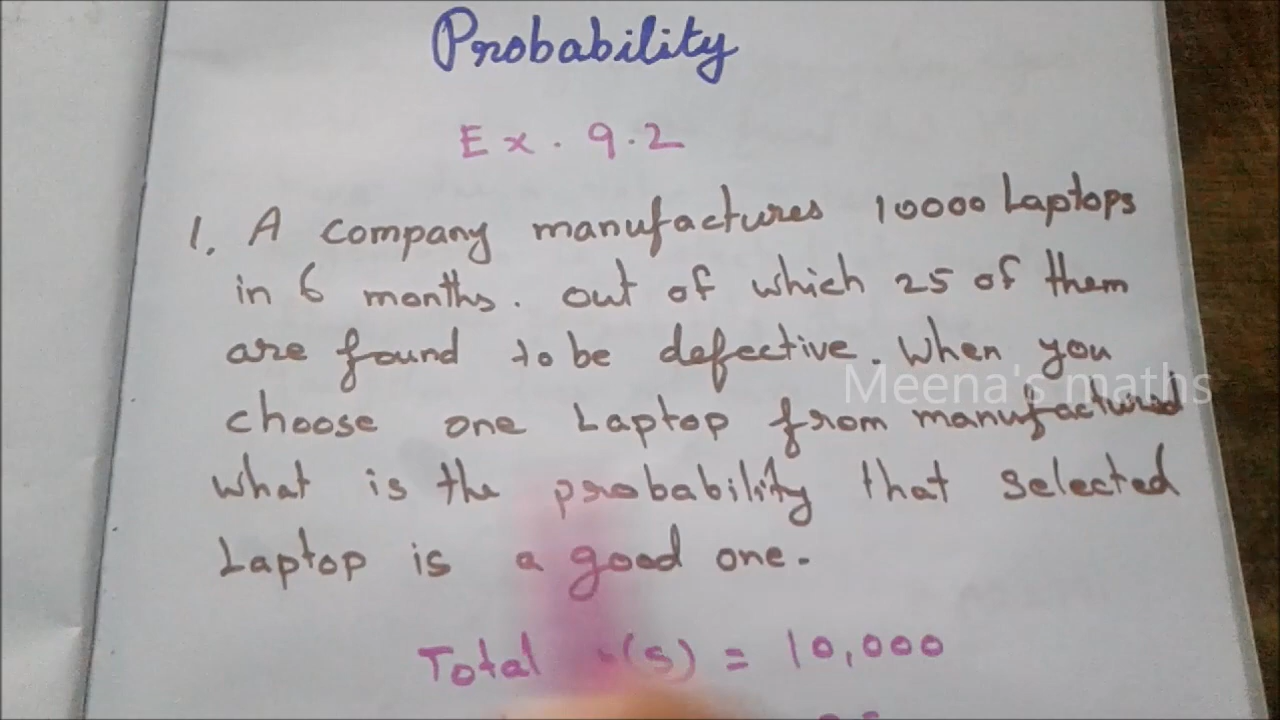 Probability
Ex. 9.2
1. A company manufactures 10000 Laptops
in 6 months. out of which 25 of them
are found to be defective. When you
Meena's maths
choose one Laptop from manufactured
what is the probability that selected
Laptop is a good one.
Total (s) = 10,000